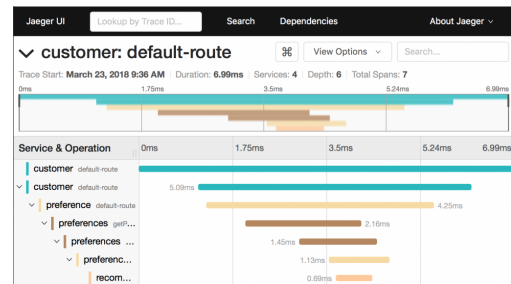 Jaeger UI Lookup by Trace ID... Search Dependencies About Jaeger
customer: default-route ⌘ View Options Search...
Trace Start: March 23, 2018 9:36 AM Duration: 6.99ms Services: 4 Depth: 6 Total Spans: 7
0ms 1.75ms 3.5ms 5.24ms 6.99ms
Service & Operation 0ms 1.75ms 3.5ms 5.24ms 6.99ms
customer default-route
customer default-route 5.09ms
preference default-route 4.25ms
preferences getP... 2.16ms
preferences ... 1.45ms
preferenc... 1.13ms
recom... 0.69ms